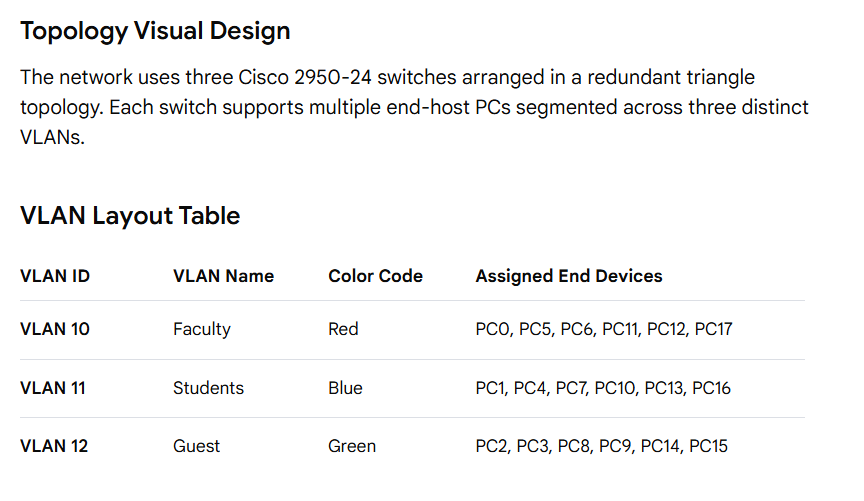 Topology Visual Design
The network uses three Cisco 2950-24 switches arranged in a redundant triangle
topology. Each switch supports multiple end-host PCs segmented across three distinct
VLANs.
VLAN Layout Table
VLAN ID VLAN Name Color Code Assigned End Devices
VLAN 10 Faculty Red PC0, PC5, PC6, PC11, PC12, PC17
VLAN 11 Students Blue PC1, PC4, PC7, PC10, PC13, PC16
VLAN 12 Guest Green PC2, PC3, PC8, PC9, PC14, PC15